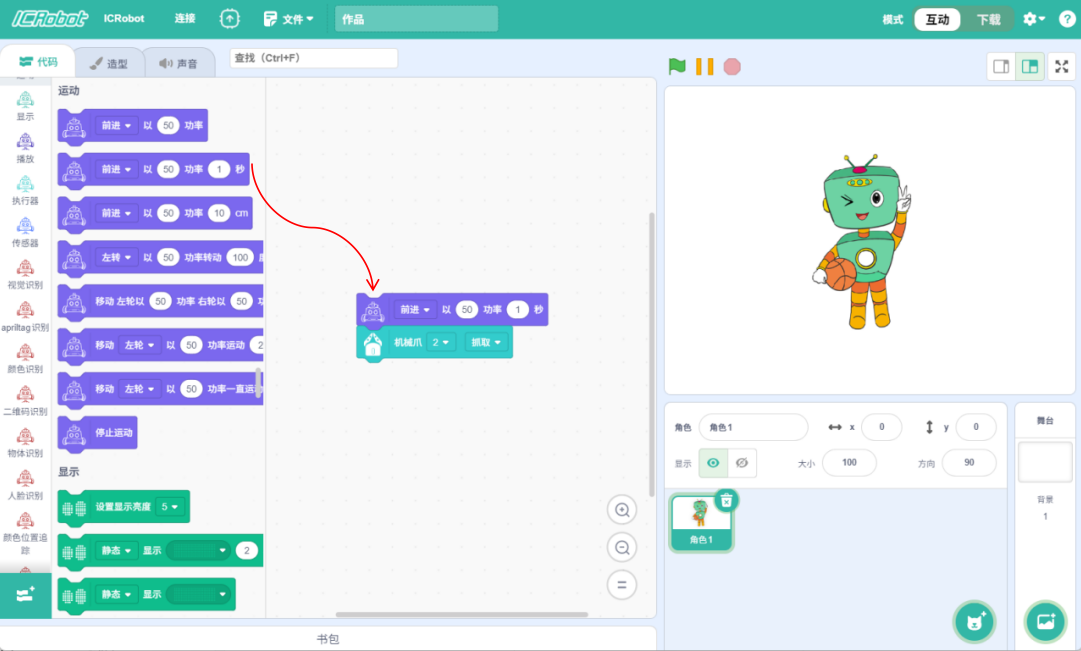 ICRobot ICRobot 连接 文件 作品 模式 互动 下载
代码 造型 声音 查找（Ctrl+F）
显示
播放
执行器
传感器
视觉识别
apriltag识别
颜色识别
二维码识别
物体识别
人脸识别
颜色位置追踪
运动
前进 以 50 功率
前进 以 50 功率 1 秒
前进 以 50 功率 10 cm
左转 以 50 功率转动 100
移动 左轮以 50 功率 右轮以 50
移动 左轮 以 50 功率运动 2
移动 左轮 以 50 功率一直运
停止运动
显示
设置显示亮度 5
静态 显示 2
静态 显示
前进 以 50 功率 1 秒
机械爪 2 抓取
书包
角色 角色1 x 0 y 0
显示 大小 100 方向 90
角色1
舞台
背景
1